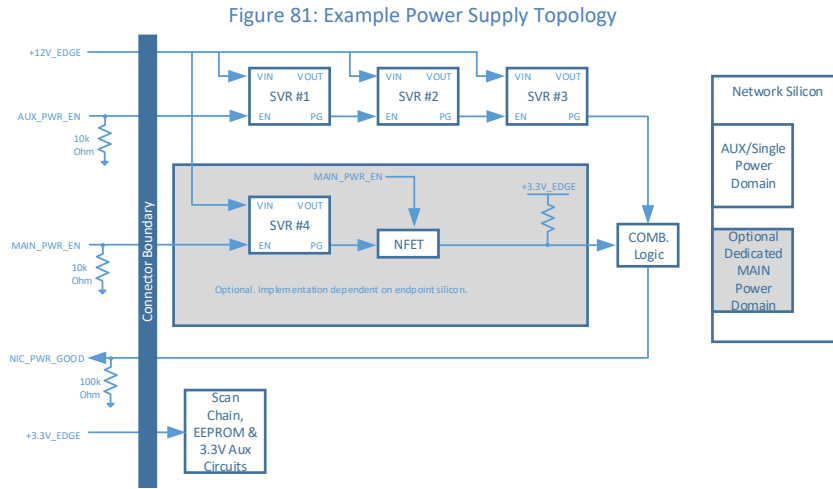 Figure 81: Example Power Supply Topology
+12V_EDGE
VIN VOUT
SVR #1
EN PG
VIN VOUT
SVR #2
EN PG
VIN VOUT
SVR #3
EN PG
AUX_PWR_EN
10k
Ohm
Connector Boundary
MAIN_PWR_EN
+3.3V_EDGE
VIN VOUT
SVR #4
EN PG
NFET
MAIN_PWR_EN
10k
Ohm
COMB.
Logic
Optional. Implementation dependent on endpoint silicon.
NIC_PWR_GOOD
100k
Ohm
+3.3V_EDGE
Scan
Chain,
EEPROM &
3.3V Aux
Circuits
Network Silicon
AUX/Single
Power
Domain
Optional
Dedicated
MAIN
Power
Domain